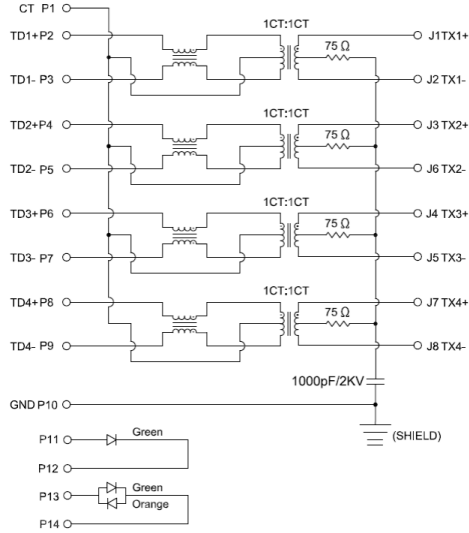 CT P1
1CT:1CT
TD1+P2
75 Ω
J1TX1+
TD1- P3
J2 TX1-
1CT:1CT
TD2+P4
75 Ω
J3 TX2+
TD2- P5
J6 TX2-
1CT:1CT
TD3+P6
75 Ω
J4 TX3+
TD3- P7
J5 TX3-
1CT:1CT
TD4+P8
75 Ω
J7 TX4+
TD4- P9
J8 TX4-
1000pF/2KV
GND P10
(SHIELD)
P11
Green
P12
P13
Green
Orange
P14